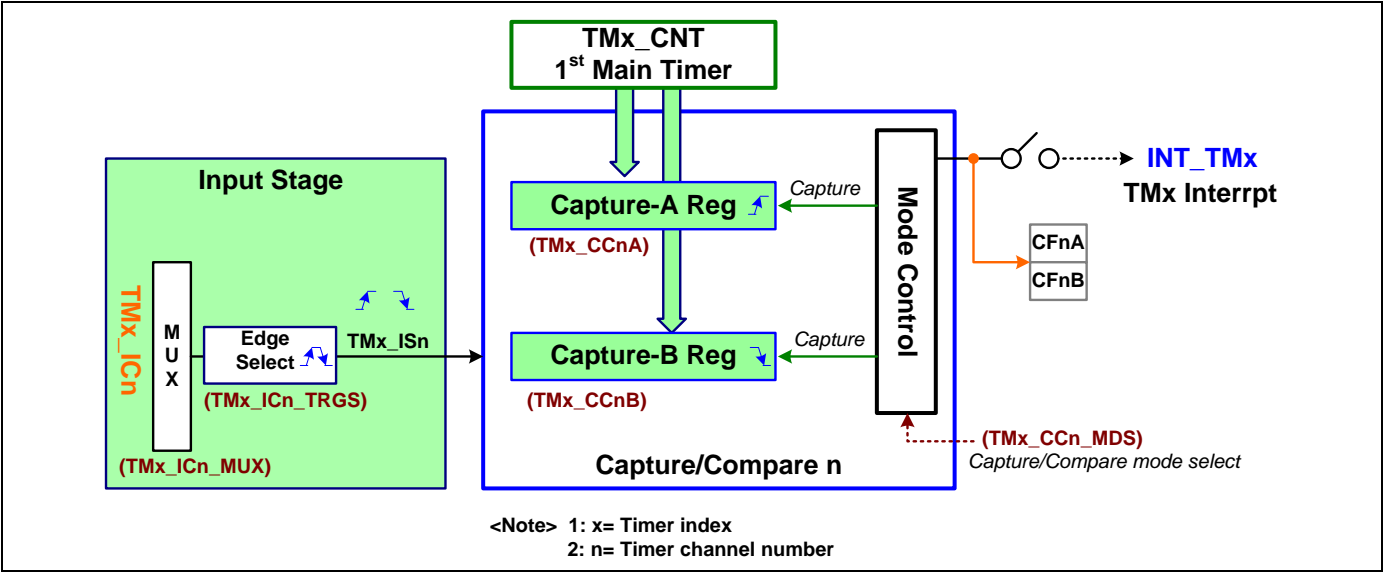 TMx_CNT
1st Main Timer
Input Stage
TMx_ICn
MUX
(TMx_ICn_MUX)
Edge
Select
(TMx_ICn_TRGS)
TMx_ISn
Capture-A Reg
(TMx_CCnA)
Capture
Capture-B Reg
(TMx_CCnB)
Capture
Mode Control
Capture/Compare n
INT_TMx
TMx Interrpt
CFnA
CFnB
(TMx_CCn_MDS)
Capture/Compare mode select
<Note> 1: x= Timer index
2: n= Timer channel number